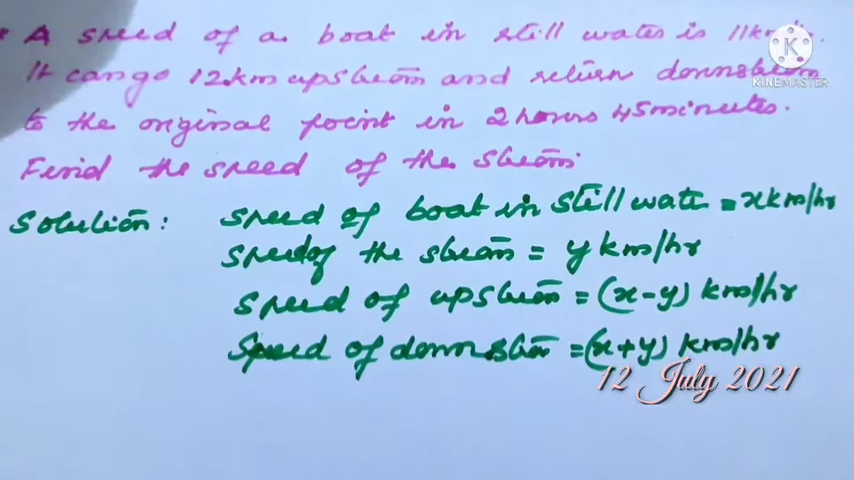 A speed of a boat in still water is 11km/h.
It can go 12km upstream and return downstream
to the original point in 2 hours 45 minutes.
Find the speed of the stream
Solution: speed of boat in still water = x km/hr
speed of the stream = y km/hr
speed of upstream = (x-y) km/hr
Speed of downstream = (x+y) km/hr
12 July 2021
KINEMASTER